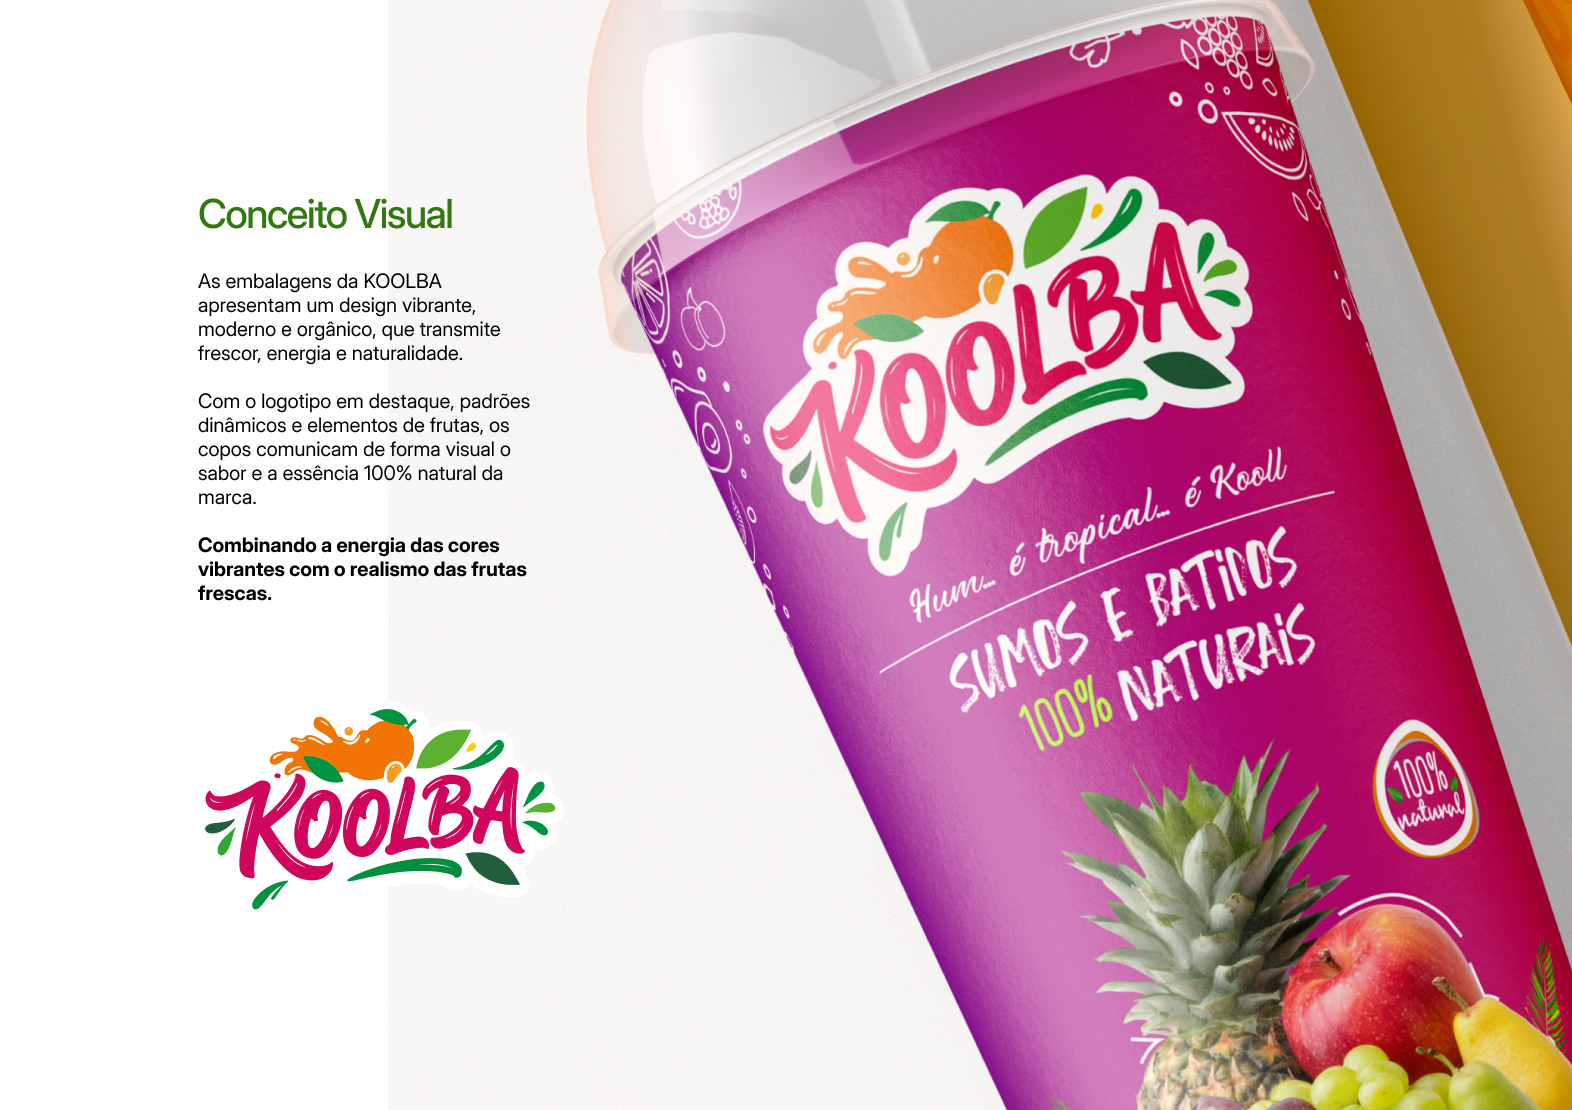 Conceito Visual
As embalagens da KOOLBA
apresentam um design vibrante,
moderno e orgânico, que transmite
frescor, energia e naturalidade.
Com o logotipo em destaque, padrões
dinâmicos e elementos de frutas, os
copos comunicam de forma visual o
sabor e a essência 100% natural da
marca.
Combinando a energia das cores
vibrantes com o realismo das frutas
frescas.
KOOLBA
KOOLBA
Hum... é tropical... é Kooll
SUMOS E BATIDOS
100% NATURAIS
100%
natural